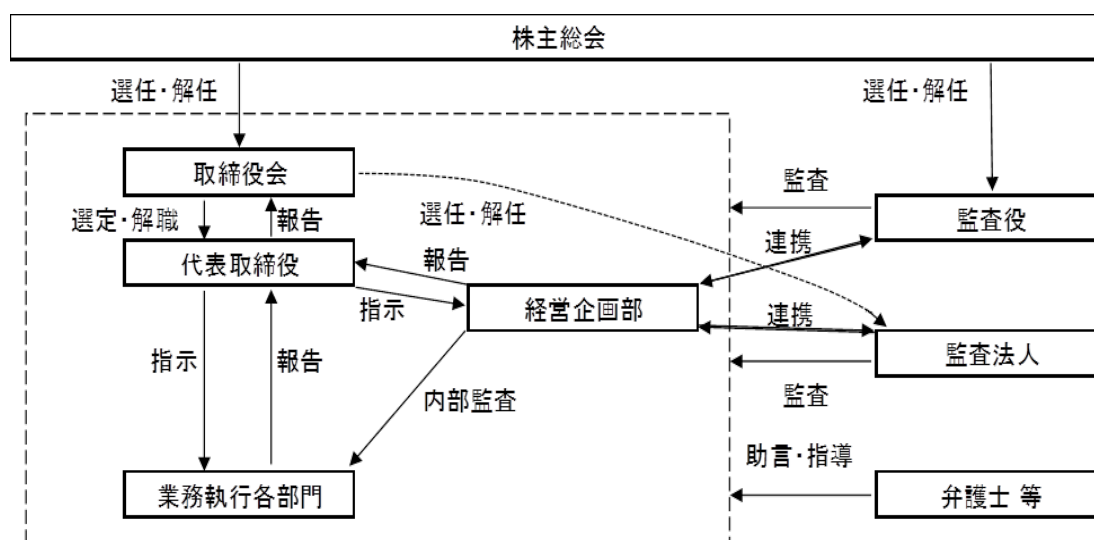 株主総会
選任・解任
選任・解任
取締役会
監査
監査役
選定・解職
報告
選任・解任
連携
代表取締役
報告
経営企画部
指示
連携
監査法人
指示
報告
内部監査
監査
助言・指導
業務執行各部門
弁護士 等